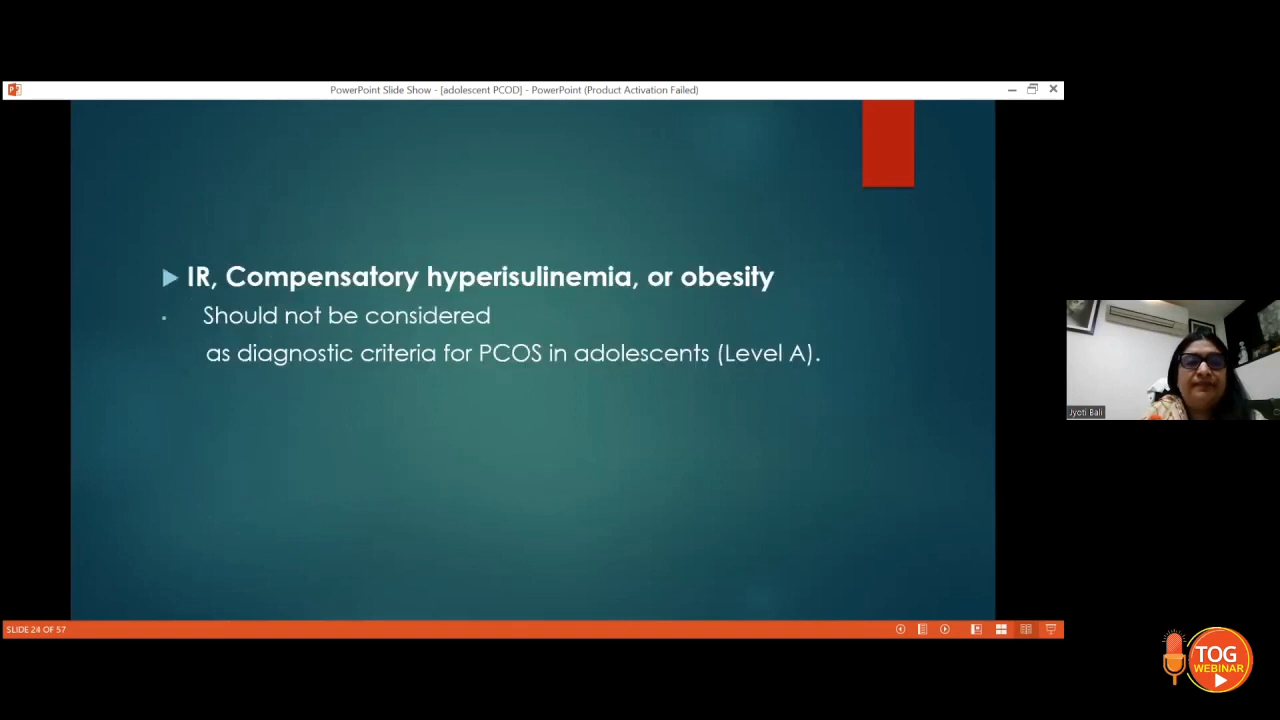 PowerPoint Slide Show - [adolescent PCOD] - PowerPoint (Product Activation Failed)
IR, Compensatory hyperisulinemia, or obesity
Should not be considered
as diagnostic criteria for PCOS in adolescents (Level A).
Jyoti Bali
SLIDE 24 OF 57
TOG
WEBINAR